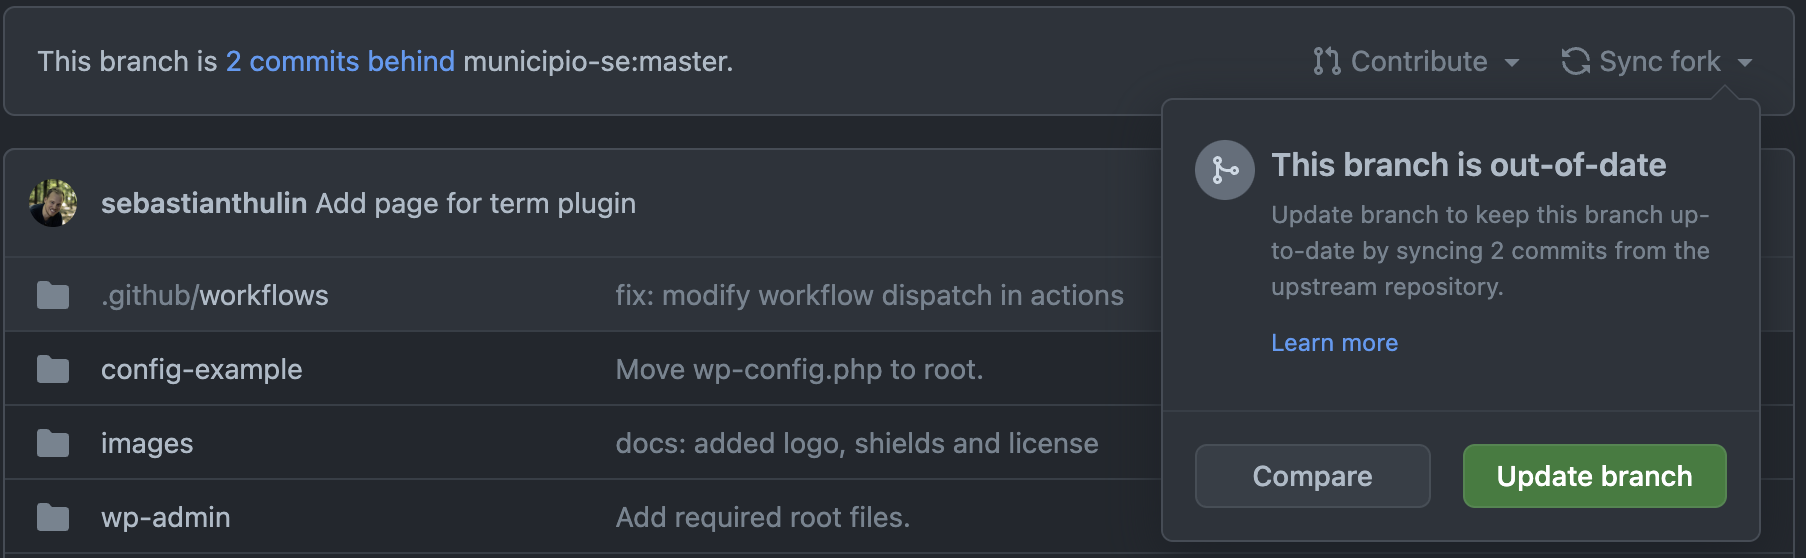 This branch is 2 commits behind municipio-se:master.
Contribute
Sync fork
This branch is out-of-date
Update branch to keep this branch up-
to-date by syncing 2 commits from the
upstream repository.
Learn more
Compare
Update branch
sebastianthulin Add page for term plugin
.github/workflows
fix: modify workflow dispatch in actions
config-example
Move wp-config.php to root.
images
docs: added logo, shields and license
wp-admin
Add required root files.